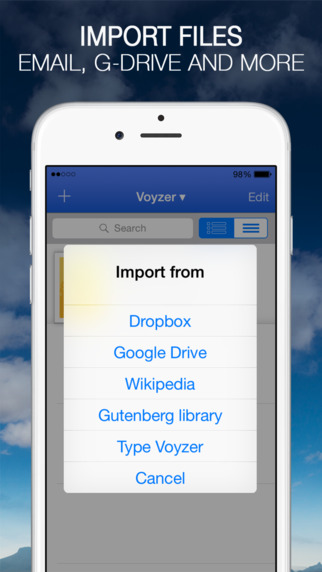 IMPORT FILES
EMAIL, G-DRIVE AND MORE
98%
Voyzer ▾
Edit
Search
Import from
Dropbox
Google Drive
Wikipedia
Gutenberg library
Type Voyzer
Cancel